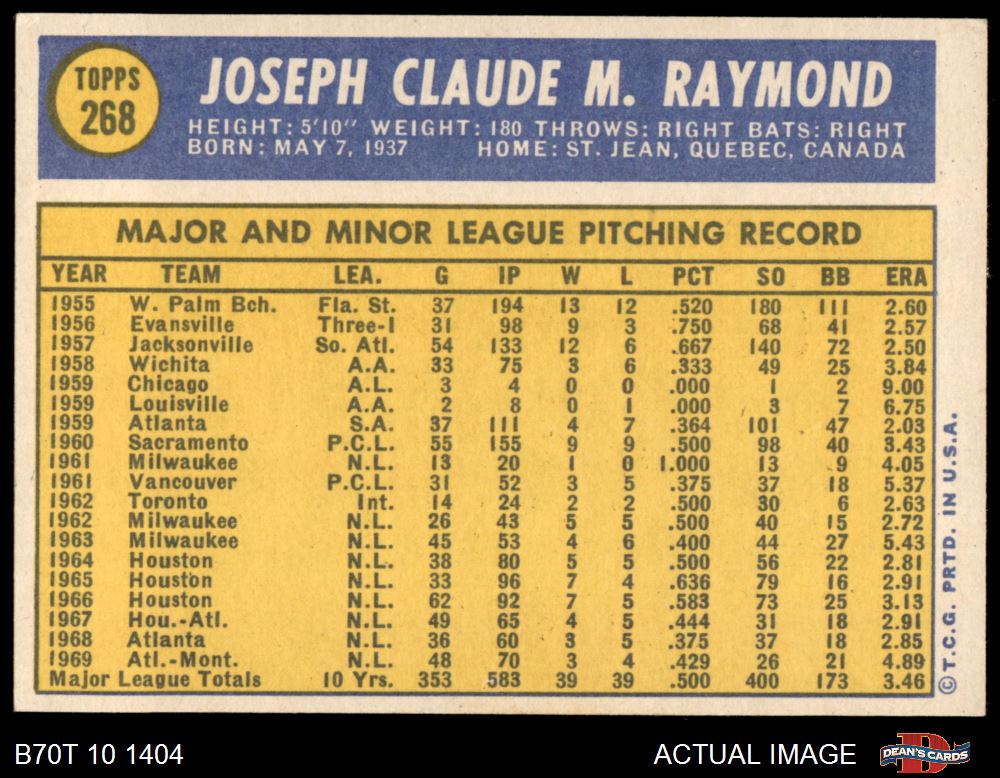 TOPPS
268
JOSEPH CLAUDE M. RAYMOND
HEIGHT: 5'10" WEIGHT: 180 THROWS: RIGHT BATS: RIGHT
BORN: MAY 7, 1937 HOME: ST. JEAN, QUEBEC, CANADA
MAJOR AND MINOR LEAGUE PITCHING RECORD
YEAR TEAM LEA. G IP W L PCT SO BB ERA
1955 W. Palm Bch. Fla. St. 37 194 13 12 .520 180 111 2.60
1956 Evansville Three-I 31 98 9 3 .750 68 41 2.57
1957 Jacksonville So. Atl. 54 133 12 6 .667 140 72 2.50
1958 Wichita A.A. 33 75 3 6 .333 49 25 3.84
1959 Chicago A.L. 3 4 0 0 .000 1 2 9.00
1959 Louisville A.A. 2 8 0 1 .000 3 7 6.75
1959 Atlanta S.A. 37 111 4 7 .364 101 47 2.03
1960 Sacramento P.C.L. 55 155 9 9 .500 98 40 3.43
1961 Milwaukee N.L. 13 20 1 0 1.000 13 9 4.05
1961 Vancouver P.C.L. 31 52 3 5 .375 37 18 5.37
1962 Toronto Int. 14 24 2 2 .500 30 6 2.63
1962 Milwaukee N.L. 26 43 5 5 .500 40 15 2.72
1963 Milwaukee N.L. 45 53 4 6 .400 44 27 5.43
1964 Houston N.L. 38 80 5 5 .500 56 22 2.81
1965 Houston N.L. 33 96 7 4 .636 79 16 2.91
1966 Houston N.L. 62 92 7 5 .583 73 25 3.13
1967 Hou.-Atl. N.L. 49 65 4 5 .444 31 18 2.91
1968 Atlanta N.L. 36 60 3 5 .375 37 18 2.85
1969 Atl.-Mont. N.L. 48 70 3 4 .429 26 21 4.89
Major League Totals 10 Yrs. 353 583 39 39 .500 400 173 3.46
©T.C.G. PRTD. IN U.S.A.
B70T 10 1404
ACTUAL IMAGE
DEAN'S CARDS